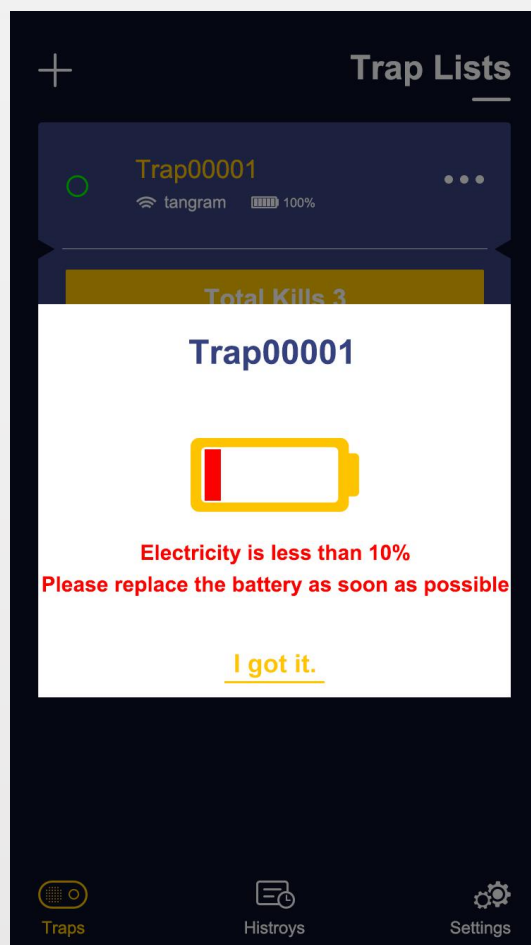 Trap Lists
Trap00001
tangram 100%
Total Kills 3
Trap00001
Electricity is less than 10%
Please replace the battery as soon as possible
I got it.
Traps Histroys Settings